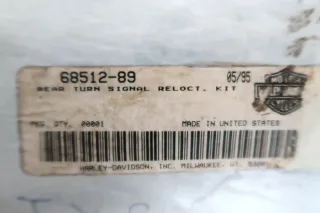 68512-89 05/95
REAR TURN SIGNAL RELOCT. KIT
PKG. QTY. 00001 MADE IN UNITED STATES
HARLEY-DAVIDSON, INC. MILWAUKEE, WI.